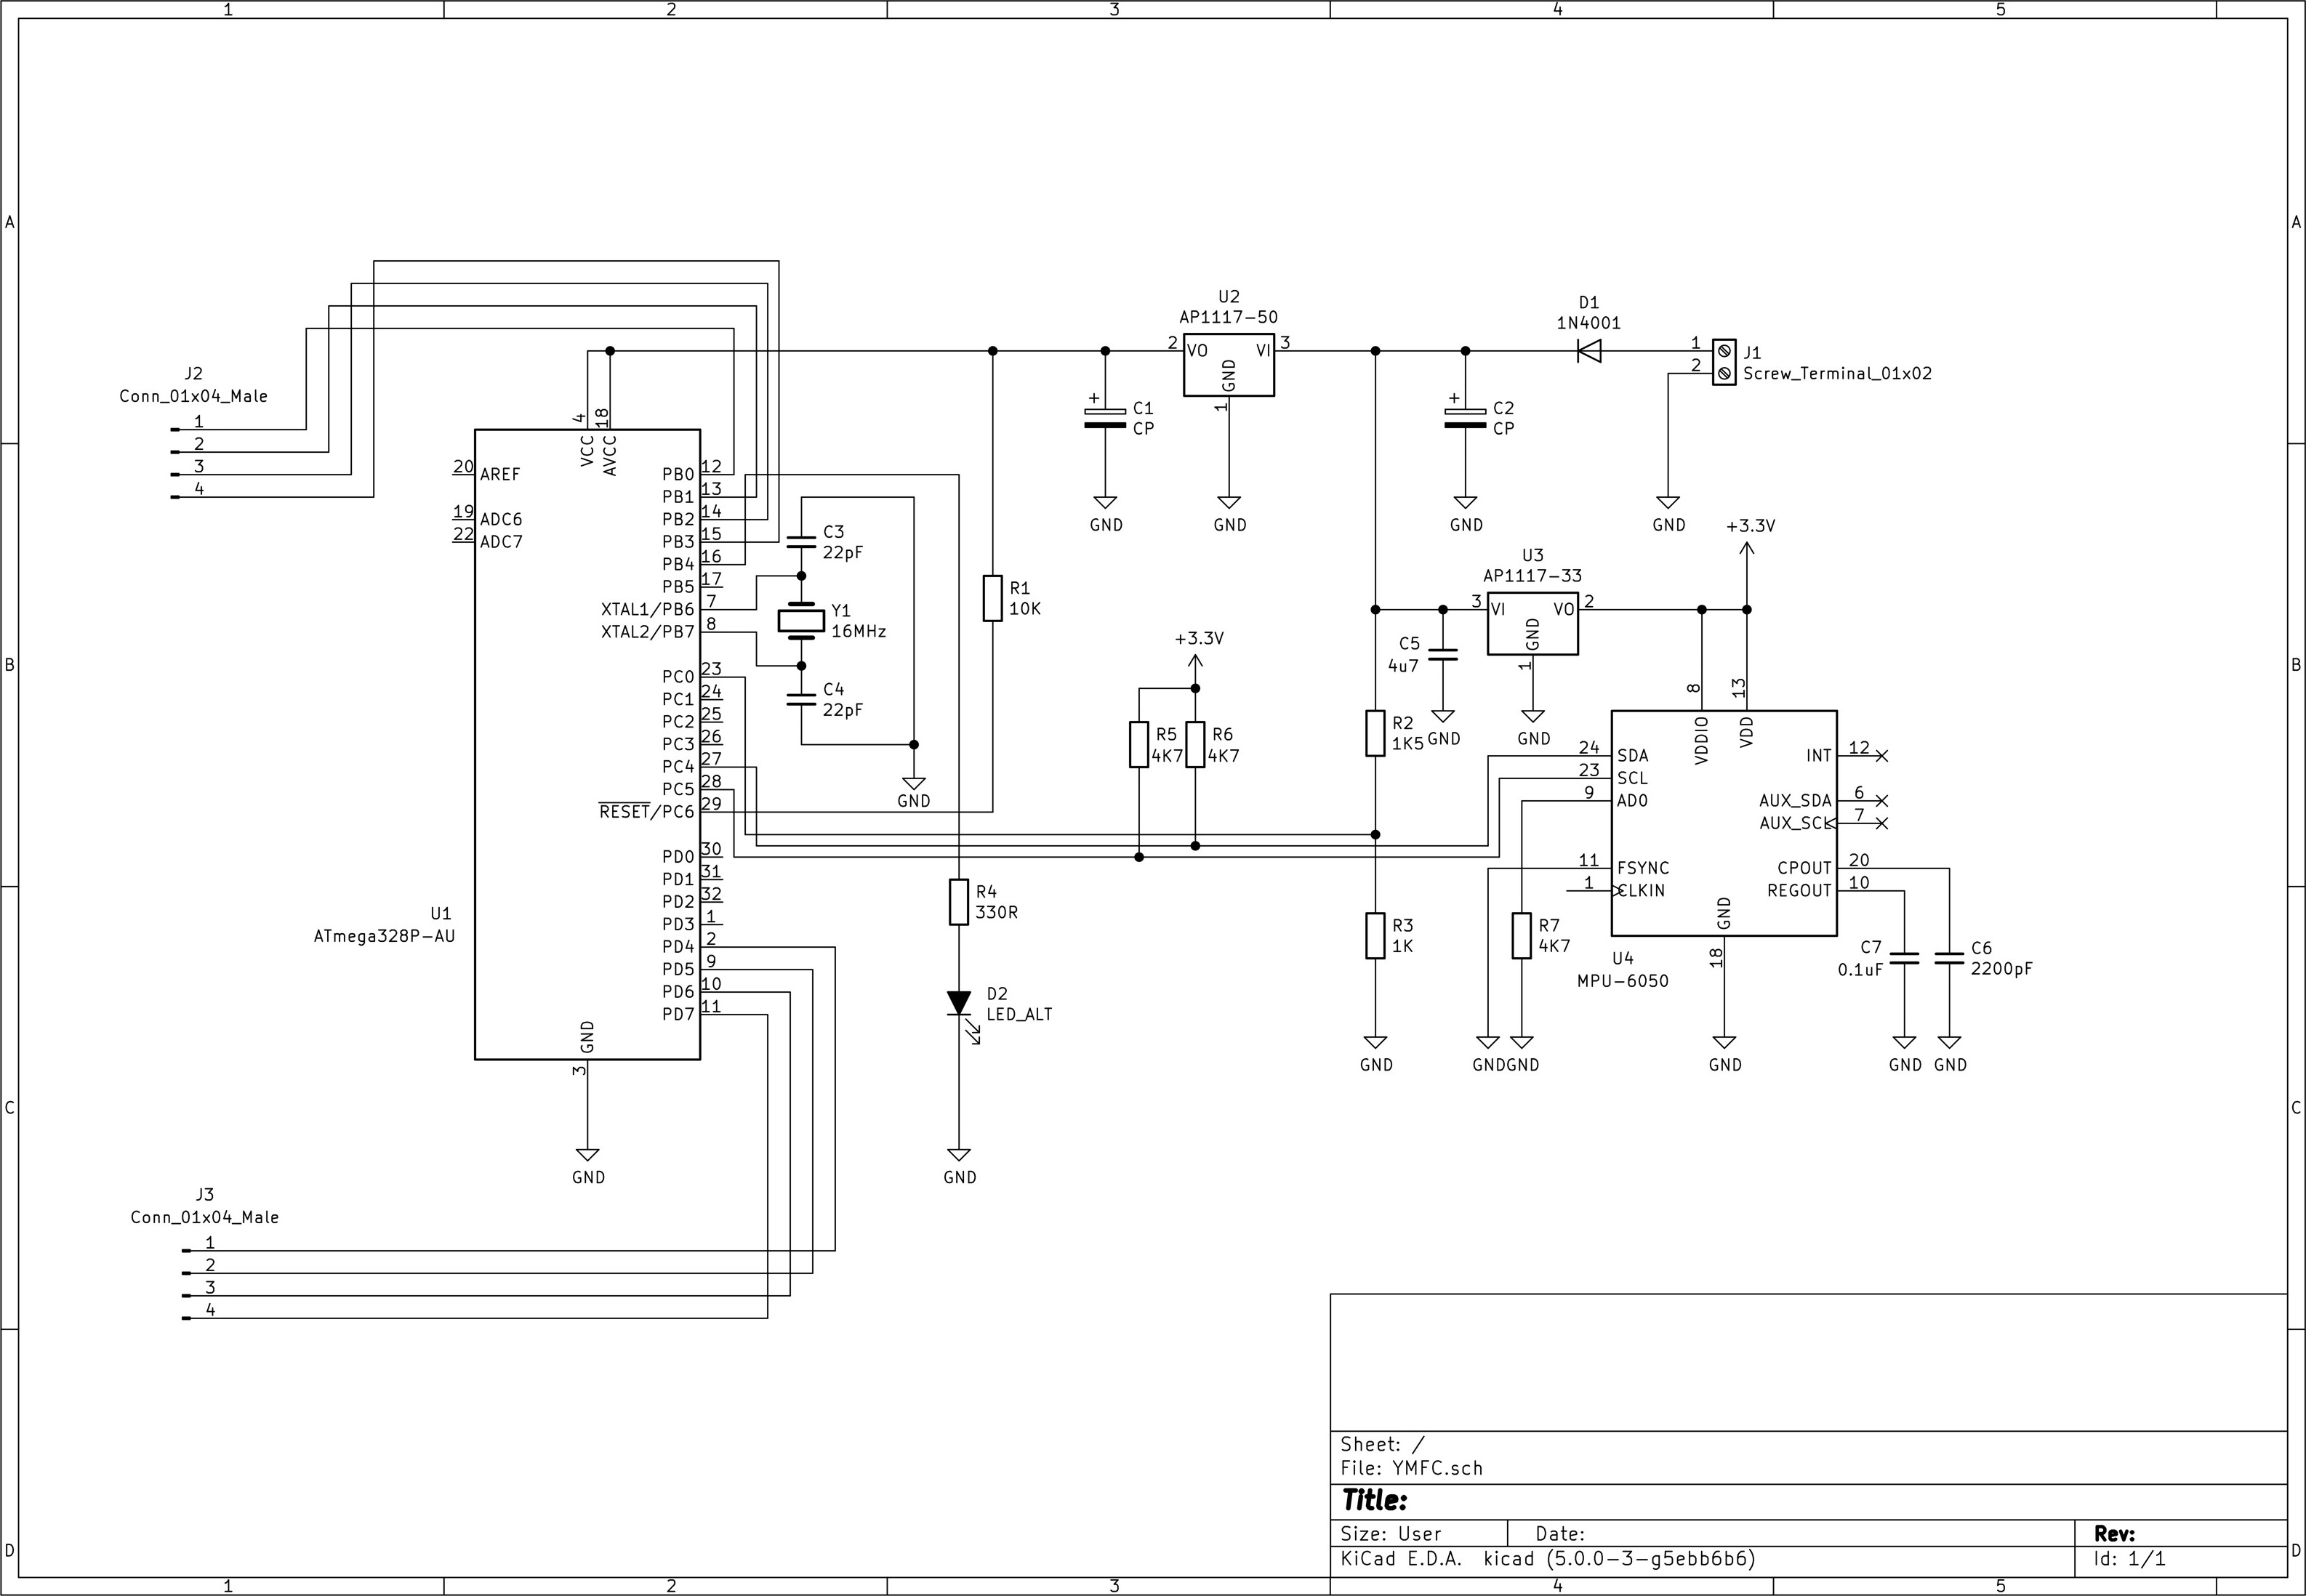 1 2 3 4 5
A A
B B
C C
D D
J2
Conn_01x04_Male
1
2
3
4
4
18
VCC
AVCC
20 AREF
19 ADC6
22 ADC7
PB0 12
PB1 13
PB2 14
PB3 15
PB4 16
PB5 17
XTAL1/PB6 7
XTAL2/PB7 8
PC0 23
PC1 24
PC2 25
PC3 26
PC4 27
PC5 28
RESET/PC6 29
PD0 30
PD1 31
PD2 32
PD3 1
PD4 2
PD5 9
PD6 10
PD7 11
U1
ATmega328P-AU
GND
3
GND
C3
22pF
Y1
16MHz
C4
22pF
GND
R1
10K
R4
330R
D2
LED_ALT
GND
J3
Conn_01x04_Male
1
2
3
4
U2
AP1117-50
2 VO VI 3
GND
1
GND
C1
CP
GND
C2
CP
GND
D1
1N4001
1
2
J1
Screw_Terminal_01x02
GND
+3.3V
U3
AP1117-33
3 VI VO 2
GND
1
GND
C5
4u7
GND
+3.3V
R5
4K7
R6
4K7
R2
1K5
R3
1K
GND
8
13
VDDIO
VDD
24 SDA
23 SCL
9 AD0
11 FSYNC
1 CLKIN
INT 12
AUX_SDA 6
AUX_SCL 7
CPOUT 20
REGOUT 10
GND
18
U4
MPU-6050
R7
4K7
GND
GND
GND
C7
0.1uF
C6
2200pF
GND
GND
Sheet: /
File: YMFC.sch
Title:
Size: User Date: Rev:
KiCad E.D.A. kicad (5.0.0-3-g5ebb6b6) Id: 1/1
1 2 3 4 5